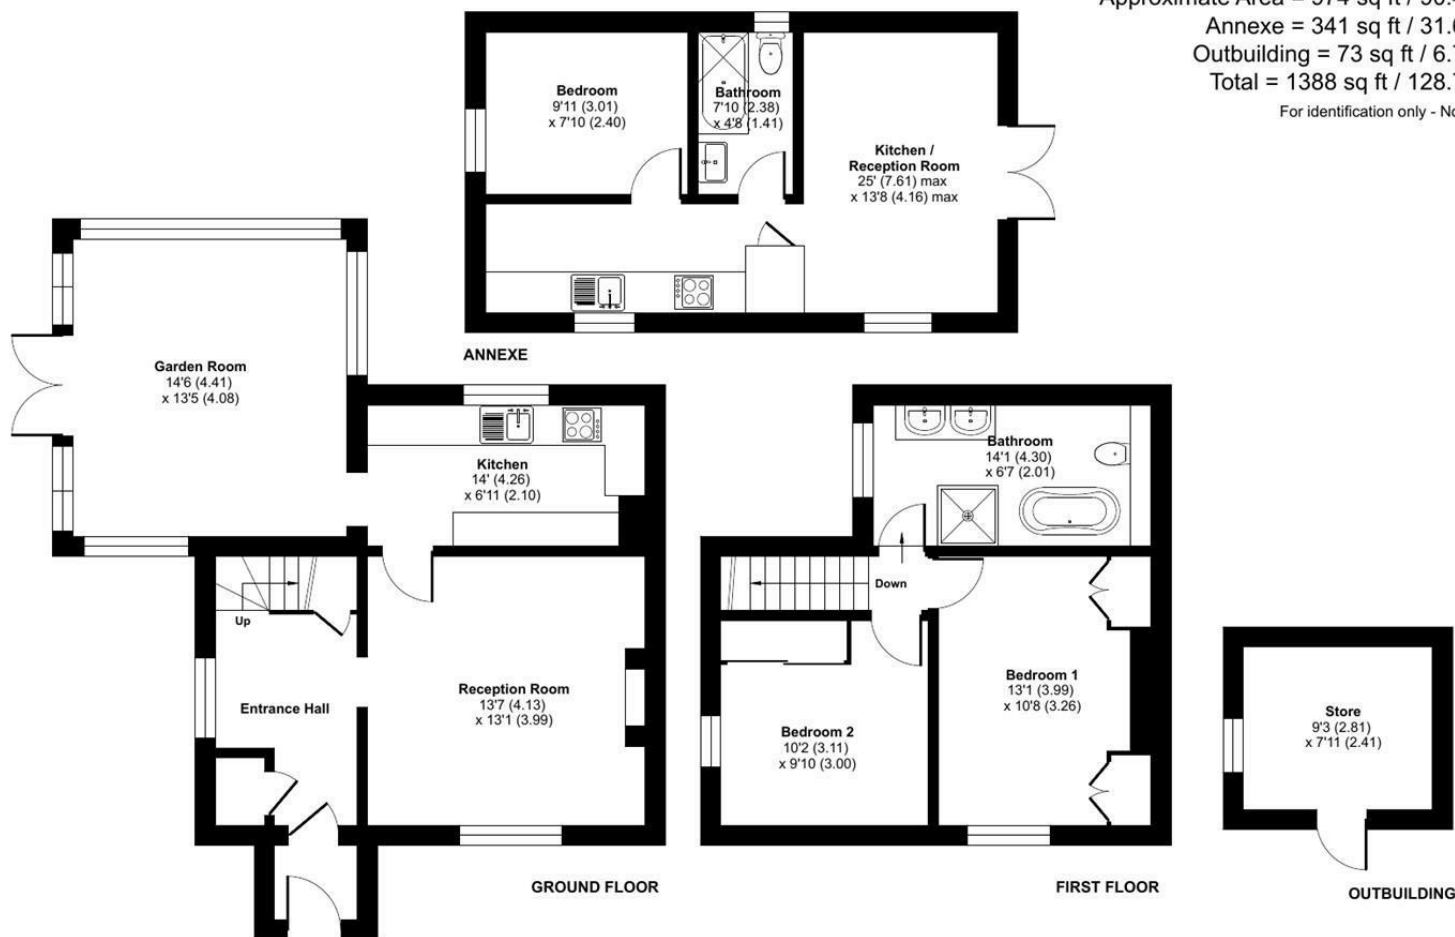 Approximate Area = 974 sq ft /
Annexe = 341 sq ft / 31.
Outbuilding = 73 sq ft / 6.
Total = 1388 sq ft / 128.
For identification only -
Bedroom
9'11 (3.01)
x 7'10 (2.40)
Bathroom
7'10 (2.38)
x 4'8 (1.41)
Kitchen /
Reception Room
25' (7.61) max
x 13'8 (4.16) max
ANNEXE
Garden Room
14'6 (4.41)
x 13'5 (4.08)
Kitchen
14' (4.26)
x 6'11 (2.10)
Up
Entrance Hall
Reception Room
13'7 (4.13)
x 13'1 (3.99)
GROUND FLOOR
Bathroom
14'1 (4.30)
x 6'7 (2.01)
Down
Bedroom 1
13'1 (3.99)
x 10'8 (3.26)
Bedroom 2
10'2 (3.11)
x 9'10 (3.00)
FIRST FLOOR
Store
9'3 (2.81)
x 7'11 (2.41)
OUTBUILDING